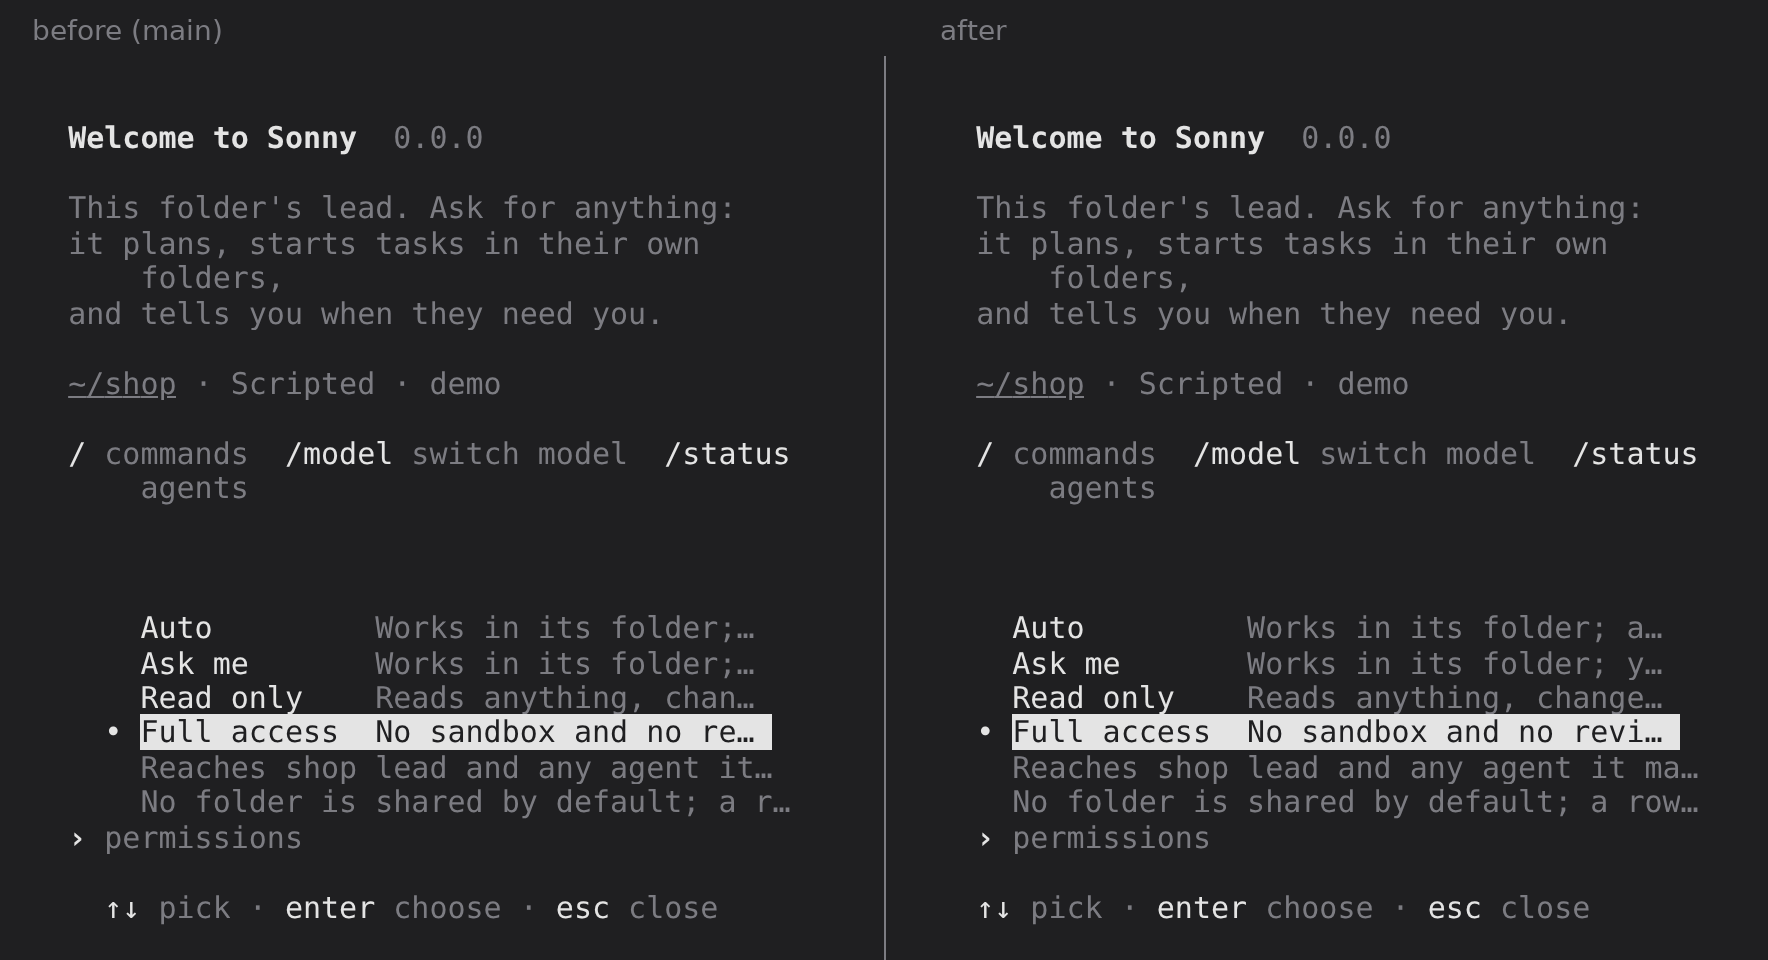 before (main)
Welcome to Sonny  0.0.0
This folder's lead. Ask for anything:
it plans, starts tasks in their own
folders,
and tells you when they need you.
~/shop · Scripted · demo
/ commands  /model switch model  /status
agents
Auto         Works in its folder;…
Ask me       Works in its folder;…
Read only    Reads anything, chan…
• Full access  No sandbox and no re…
Reaches shop lead and any agent it…
No folder is shared by default; a r…
› permissions
↑↓ pick · enter choose · esc close
after
Welcome to Sonny  0.0.0
This folder's lead. Ask for anything:
it plans, starts tasks in their own
folders,
and tells you when they need you.
~/shop · Scripted · demo
/ commands  /model switch model  /status
agents
Auto         Works in its folder; a…
Ask me       Works in its folder; y…
Read only    Reads anything, change…
• Full access  No sandbox and no revi…
Reaches shop lead and any agent it ma…
No folder is shared by default; a row…
› permissions
↑↓ pick · enter choose · esc close